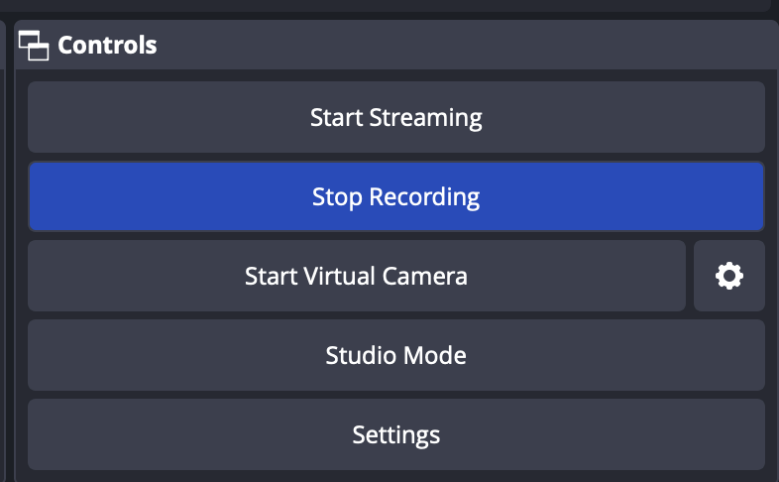 Controls
Start Streaming
Stop Recording
Start Virtual Camera
Studio Mode
Settings